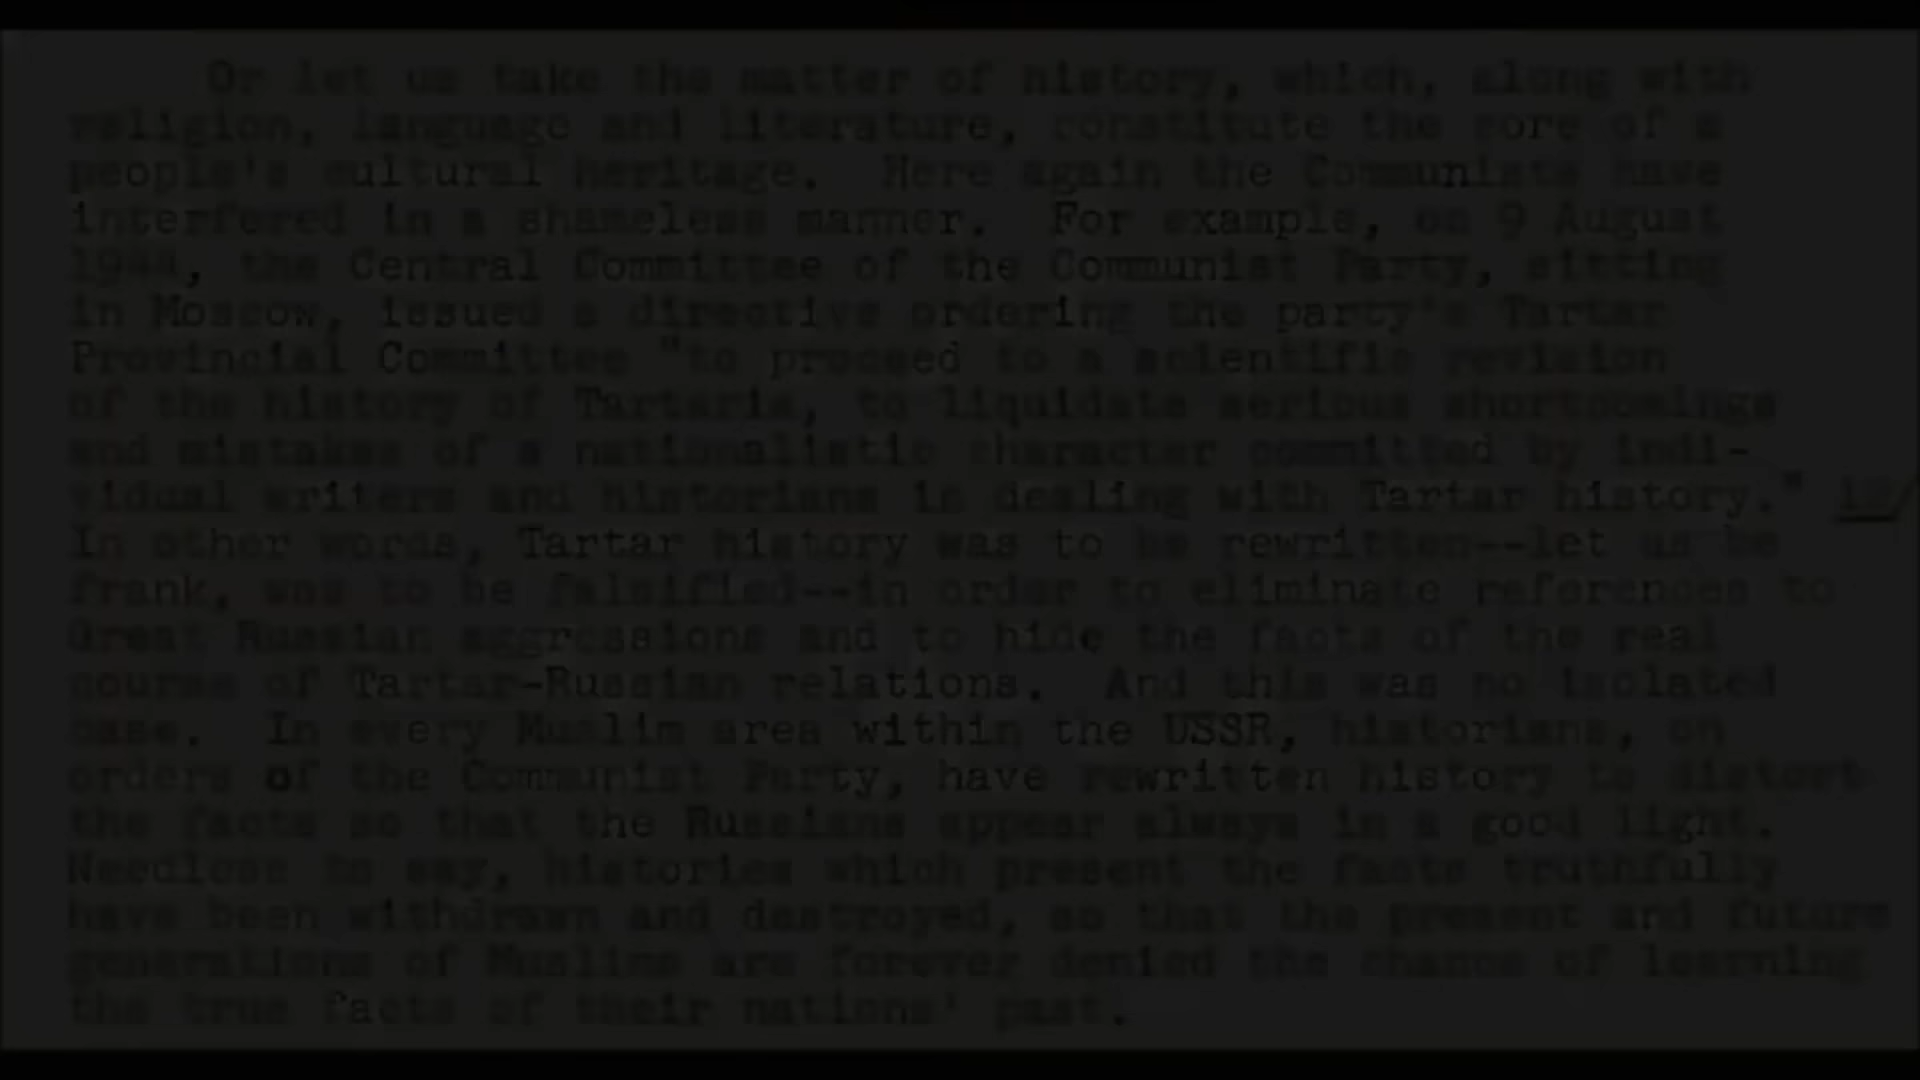 Or let us take the matter of history, which, along with
religion, language and literature, constitute the core of a
people's cultural heritage. Here again the Communists have
interfered in a shameless manner. For example, on 9 August
1944, the Central Committee of the Communist Party, sitting
in Moscow, issued a directive ordering the party's Tartar
Provincial Committee "to proceed to a scientific revision
of the history of Tartaria, to liquidate serious shortcomings
and mistakes of a nationalistic character committed by indi-
vidual writers and historians in dealing with Tartar history."
In other words, Tartar history was to be rewritten--let us be
frank, was to be falsified--in order to eliminate references to
Great Russian aggressions and to hide the facts of the real
course of Tartar-Russian relations. And this was no isolated
case. In every Muslim area within the USSR, historians, on
orders of the Communist Party, have rewritten history to distort
the facts so that the Russians appear always in a good light.
Needless to say, histories which present the facts truthfully
have been withdrawn and destroyed, so that the present and future
generations of Muslims are forever denied the chance of learning
the true facts of their nations' past.